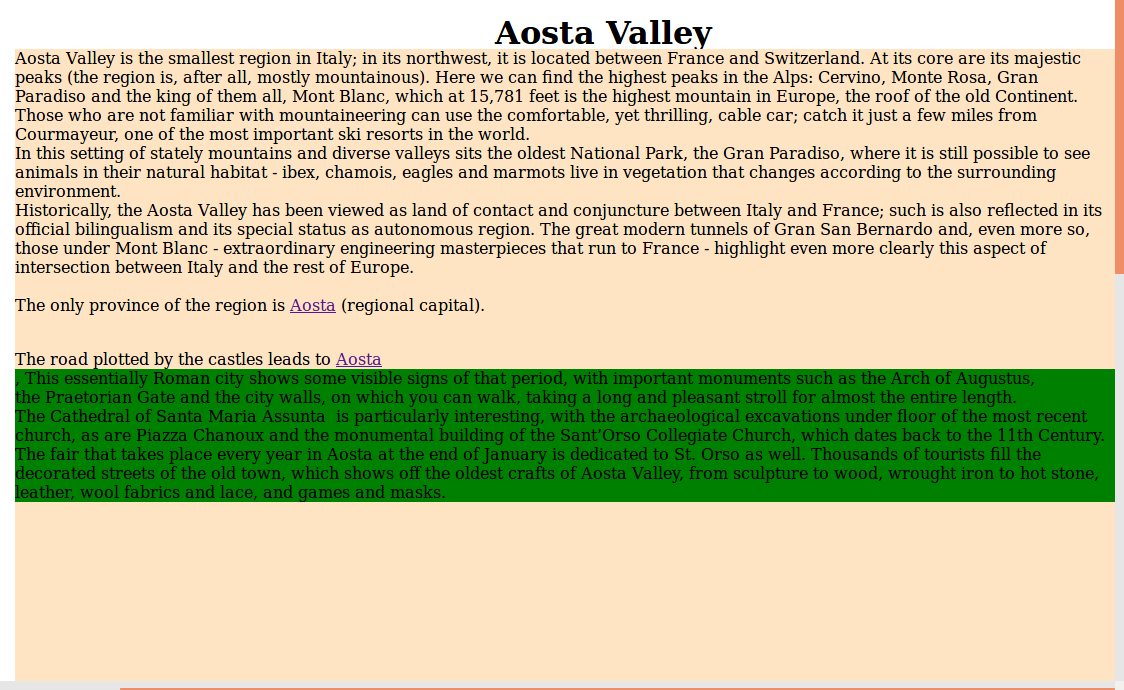 Aosta Valley
Aosta Valley is the smallest region in Italy; in its northwest, it is located between France and Switzerland. At its core are its majestic
peaks (the region is, after all, mostly mountainous). Here we can find the highest peaks in the Alps: Cervino, Monte Rosa, Gran
Paradiso and the king of them all, Mont Blanc, which at 15,781 feet is the highest mountain in Europe, the roof of the old Continent.
Those who are not familiar with mountaineering can use the comfortable, yet thrilling, cable car; catch it just a few miles from
Courmayeur, one of the most important ski resorts in the world.
In this setting of stately mountains and diverse valleys sits the oldest National Park, the Gran Paradiso, where it is still possible to see
animals in their natural habitat - ibex, chamois, eagles and marmots live in vegetation that changes according to the surrounding
environment.
Historically, the Aosta Valley has been viewed as land of contact and conjuncture between Italy and France; such is also reflected in its
official bilingualism and its special status as autonomous region. The great modern tunnels of Gran San Bernardo and, even more so,
those under Mont Blanc - extraordinary engineering masterpieces that run to France - highlight even more clearly this aspect of
intersection between Italy and the rest of Europe.
The only province of the region is Aosta (regional capital).
The road plotted by the castles leads to Aosta
, This essentially Roman city shows some visible signs of that period, with important monuments such as the Arch of Augustus,
the Praetorian Gate and the city walls, on which you can walk, taking a long and pleasant stroll for almost the entire length.
The Cathedral of Santa Maria Assunta  is particularly interesting, with the archaeological excavations under floor of the most recent
church, as are Piazza Chanoux and the monumental building of the Sant’Orso Collegiate Church, which dates back to the 11th Century.
The fair that takes place every year in Aosta at the end of January is dedicated to St. Orso as well. Thousands of tourists fill the
decorated streets of the old town, which shows off the oldest crafts of Aosta Valley, from sculpture to wood, wrought iron to hot stone,
leather, wool fabrics and lace, and games and masks.